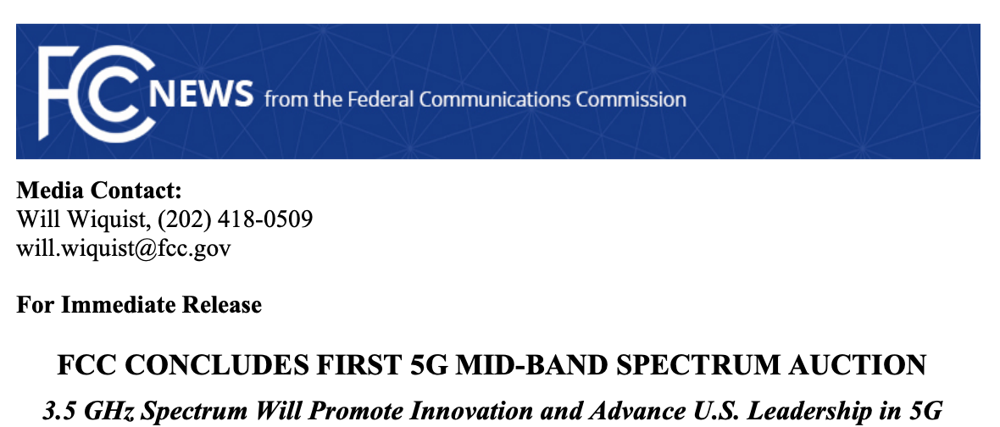 FCC NEWS from the Federal Communications Commission
Media Contact:
Will Wiquist, (202) 418-0509
will.wiquist@fcc.gov
For Immediate Release
FCC CONCLUDES FIRST 5G MID-BAND SPECTRUM AUCTION
3.5 GHz Spectrum Will Promote Innovation and Advance U.S. Leadership in 5G